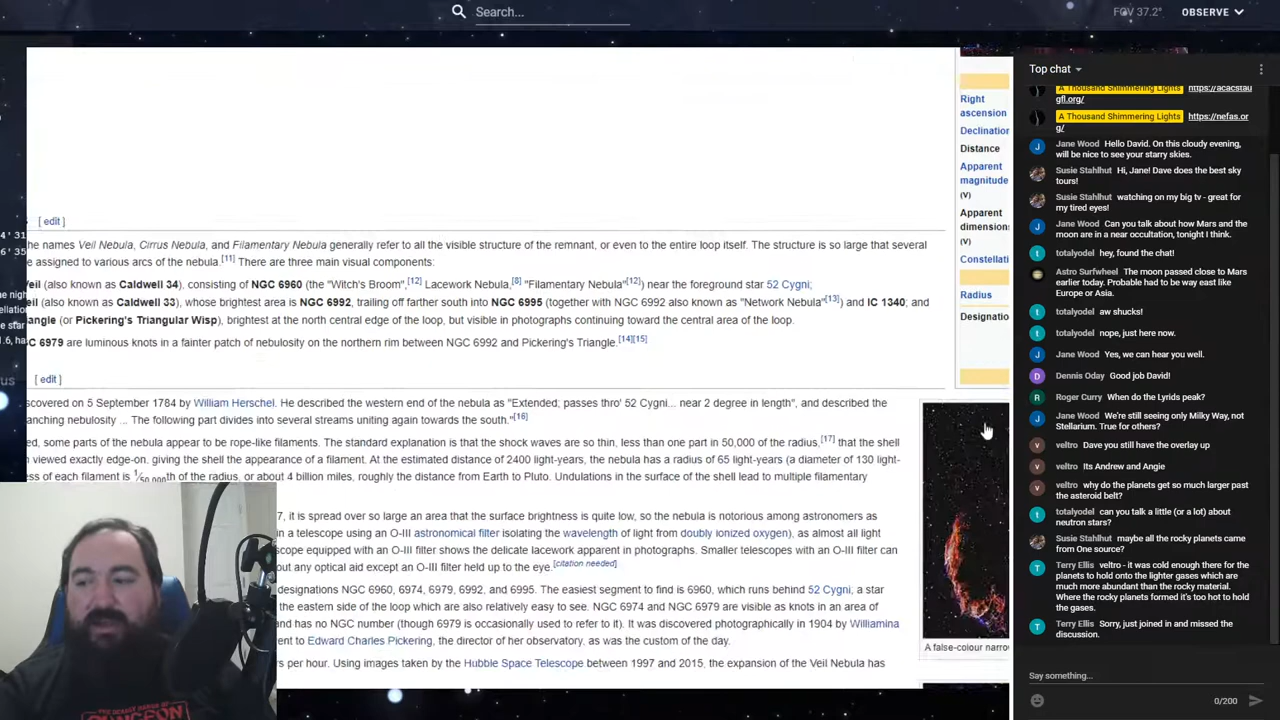 Search...
FOV 37.2°
OBSERVE
[ edit ]
he names Veil Nebula, Cirrus Nebula, and Filamentary Nebula generally refer to all the visible structure of the remnant, or even to the entire loop itself. The structure is so large that several
e assigned to various arcs of the nebula.[11] There are three main visual components:
eil (also known as Caldwell 34), consisting of NGC 6960 (the "Witch's Broom",[12] Lacework Nebula,[8] "Filamentary Nebula"[12]) near the foreground star 52 Cygni;
eil (also known as Caldwell 33), whose brightest area is NGC 6992, trailing off farther south into NGC 6995 (together with NGC 6992 also known as "Network Nebula"[13]) and IC 1340; and
angle (or Pickering's Triangular Wisp), brightest at the north central edge of the loop, but visible in photographs continuing toward the central area of the loop.
C 6979 are luminous knots in a fainter patch of nebulosity on the northern rim between NGC 6992 and Pickering's Triangle.[14][15]
[ edit ]
scovered on 5 September 1784 by William Herschel. He described the western end of the nebula as "Extended; passes thro' 52 Cygni... near 2 degree in length", and described the
anching nebulosity ... The following part divides into several streams uniting again towards the south."[16]
ed, some parts of the nebula appear to be rope-like filaments. The standard explanation is that the shock waves are so thin, less than one part in 50,000 of the radius,[17] that the shell
n viewed exactly edge-on, giving the shell the appearance of a filament. At the estimated distance of 2400 light-years, the nebula has a radius of 65 light-years (a diameter of 130 light-
ess of each filament is 1/50,000th of the radius, or about 4 billion miles, roughly the distance from Earth to Pluto. Undulations in the surface of the shell lead to multiple filamentary
7, it is spread over so large an area that the surface brightness is quite low, so the nebula is notorious among astronomers as
n a telescope using an O-III astronomical filter isolating the wavelength of light from doubly ionized oxygen), as almost all light
scope equipped with an O-III filter shows the delicate lacework apparent in photographs. Smaller telescopes with an O-III filter can
out any optical aid except an O-III filter held up to the eye.[citation needed]
designations NGC 6960, 6974, 6979, 6992, and 6995. The easiest segment to find is 6960, which runs behind 52 Cygni, a star
the eastern side of the loop which are also relatively easy to see. NGC 6974 and NGC 6979 are visible as knots in an area of
and has no NGC number (though 6979 is occasionally used to refer to it). It was discovered photographically in 1904 by Williamina
ent to Edward Charles Pickering, the director of her observatory, as was the custom of the day.
rs per hour. Using images taken by the Hubble Space Telescope between 1997 and 2015, the expansion of the Veil Nebula has
Right
ascension
Declination
Distance
Apparent
magnitude
(V)
Apparent
dimensions
(V)
Constellati
Radius
Designatio
A false-colour narro
Top chat
A Thousand Shimmering Lights https://acacstau
gfl.org/
A Thousand Shimmering Lights https://nefas.or
g/
Jane Wood Hello David. On this cloudy evening,
will be nice to see your starry skies.
Susie Stahlhut Hi, Jane! Dave does the best sky
tours!
Susie Stahlhut watching on my big tv - great for
my tired eyes!
Jane Wood Can you talk about how Mars and the
moon are in a near occultation, tonight I think.
totalyodel hey, found the chat!
Astro Surfwheel The moon passed close to Mars
earlier today. Probably had to be way east like
Europe or Asia.
totalyodel aw shucks!
totalyodel nope, just here now.
Jane Wood Yes, we can hear you well.
Dennis Oday Good job David!
Roger Curry When do the Lyrids peak?
Jane Wood We're still seeing only Milky Way, not
Stellarium. True for others?
veltro Dave you still have the overlay up
veltro Its Andrew and Angie
veltro why do the planets get so much larger past
the asteroid belt?
totalyodel can you talk a little (or a lot) about
neutron stars?
Susie Stahlhut maybe all the rocky planets came
from One source?
Terry Ellis veltro - it was cold enough there for the
planets to hold onto the lighter gases which are
much more abundant than the rocky material.
Where the rocky planets formed it's too hot to hold
the gases.
Terry Ellis Sorry, just joined in and missed the
discussion.
Say something...
0/200